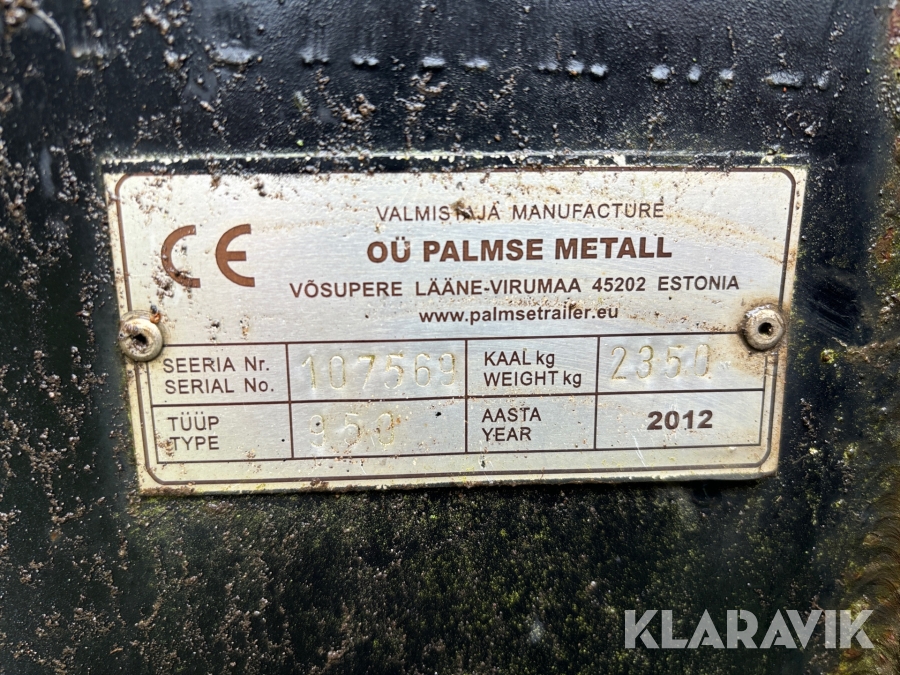 CE
VALMISTAJA MANUFACTURE
OÜ PALMSE METALL
VÕSUPERE LÄÄNE-VIRUMAA 45202 ESTONIA
www.palmsetrailer.eu
SEERIA Nr. 107569 KAAL kg 2350
SERIAL No. WEIGHT kg
TÜÜP 950 AASTA 2012
TYPE YEAR
KLARAVIK